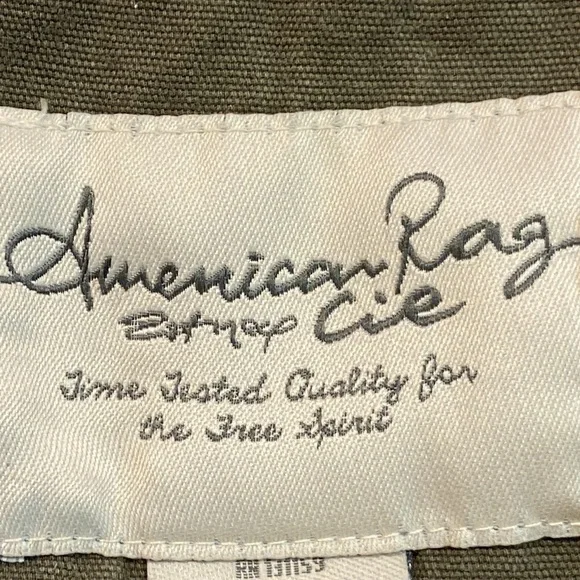 American Rag
Cie
Time Tested Quality for
the Free Spirit